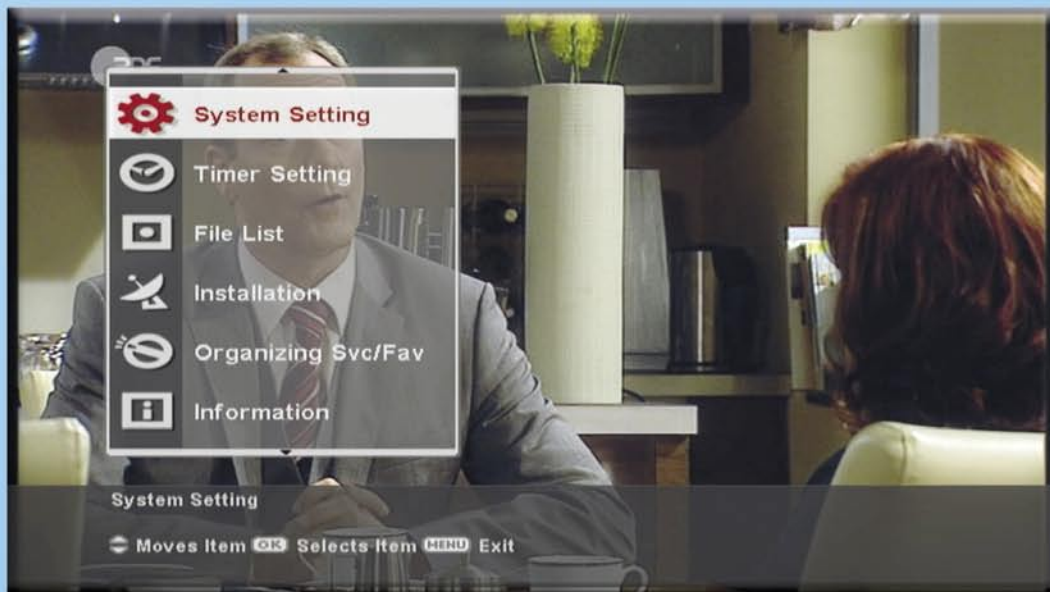 System Setting
Timer Setting
File List
Installation
Organizing Svc/Fav
Information
System Setting
Moves Item OK Selects Item MENU Exit